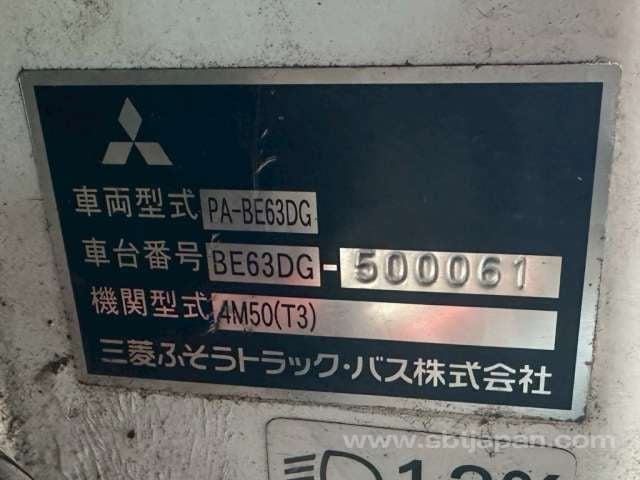 車両型式 PA-BE63DG
車台番号 BE63DG-500061
機関型式 4M50(T3)
三菱ふそうトラック・バス株式会社
www.sbtjapan.com